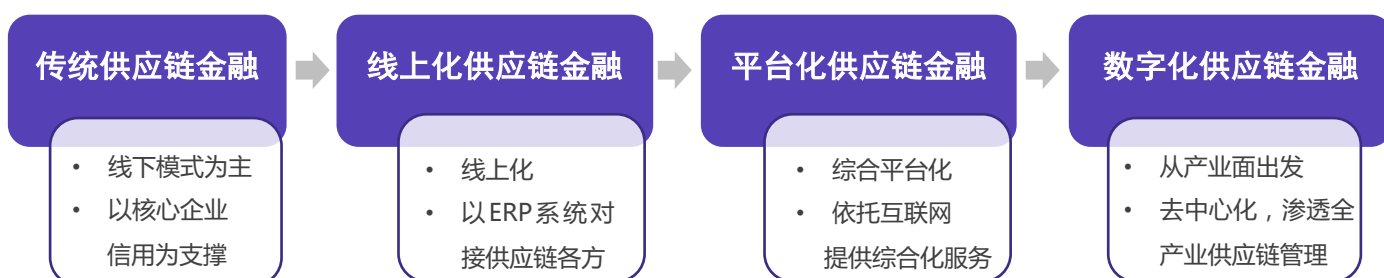 传统供应链金融
• 线下模式为主
• 以核心企业
信用为支撑
线上化供应链金融
• 线上化
• 以ERP系统对
接供应链各方
平台化供应链金融
• 综合平台化
• 依托互联网
提供综合化服务
数字化供应链金融
• 从产业面出发
• 去中心化，渗透全
产业供应链管理